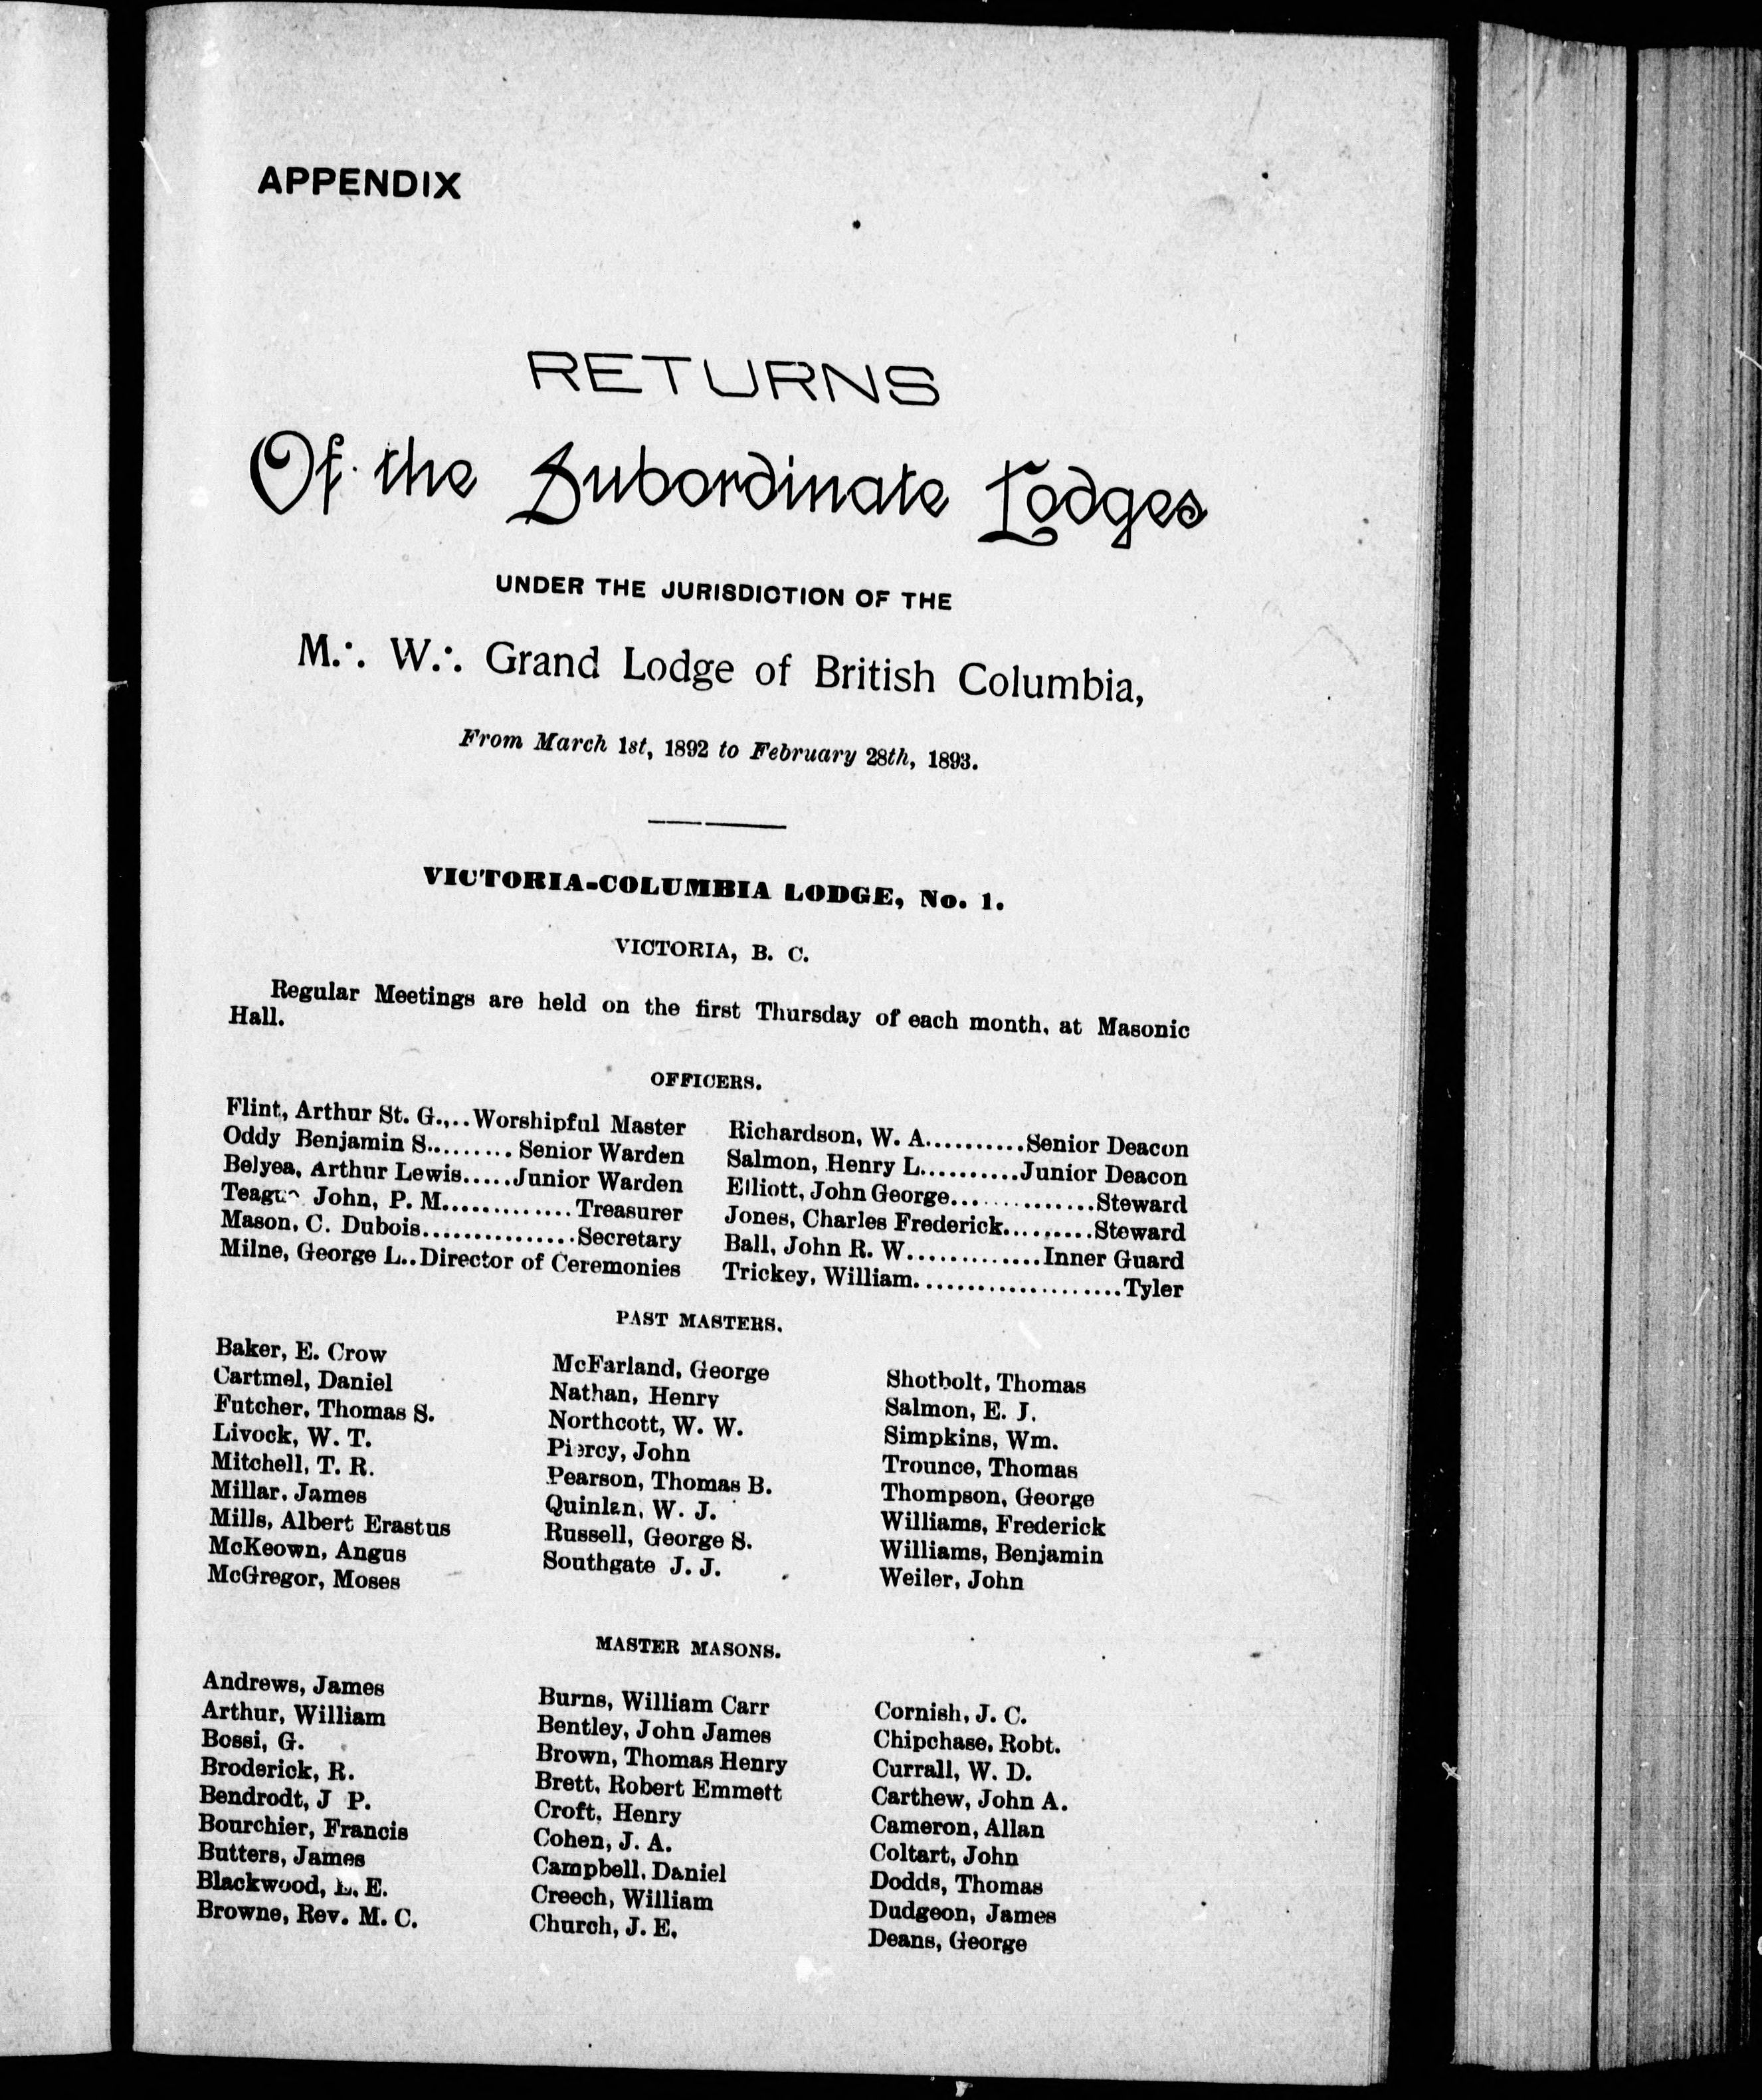 APPENDIX
RETURNS
Of the Subordinate Lodges
UNDER THE JURISDICTION OF THE
M.∴ W.∴ Grand Lodge of British Columbia,
From March 1st, 1892 to February 28th, 1893.
VICTORIA-COLUMBIA LODGE, No. 1.
VICTORIA, B. C.
Regular Meetings are held on the first Thursday of each month, at Masonic
Hall.
OFFICERS.
Flint, Arthur St. G.,..Worshipful Master
Oddy Benjamin S.........Senior Warden
Belyea, Arthur Lewis.....Junior Warden
Teague John, P. M.............Treasurer
Mason, C. Dubois...............Secretary
Milne, George L..Director of Ceremonies
Richardson, W. A..........Senior Deacon
Salmon, Henry L..........Junior Deacon
Elliott, John George..............Steward
Jones, Charles Frederick.........Steward
Ball, John R. W.............Inner Guard
Trickey, William.....................Tyler
PAST MASTERS.
Baker, E. Crow
Cartmel, Daniel
Futcher, Thomas S.
Livock, W. T.
Mitchell, T. R.
Millar, James
Mills, Albert Erastus
McKeown, Angus
McGregor, Moses
McFarland, George
Nathan, Henry
Northcott, W. W.
Piercy, John
Pearson, Thomas B.
Quinlan, W. J.
Russell, George S.
Southgate J. J.
Shotbolt, Thomas
Salmon, E. J.
Simpkins, Wm.
Trounce, Thomas
Thompson, George
Williams, Frederick
Williams, Benjamin
Weiler, John
MASTER MASONS.
Andrews, James
Arthur, William
Bossi, G.
Broderick, R.
Bendrodt, J P.
Bourchier, Francis
Butters, James
Blackwood, E. E.
Browne, Rev. M. C.
Burns, William Carr
Bentley, John James
Brown, Thomas Henry
Brett, Robert Emmett
Croft, Henry
Cohen, J. A.
Campbell, Daniel
Creech, William
Church, J. E.
Cornish, J. C.
Chipchase, Robt.
Currall, W. D.
Carthew, John A.
Cameron, Allan
Coltart, John
Dodds, Thomas
Dudgeon, James
Deans, George